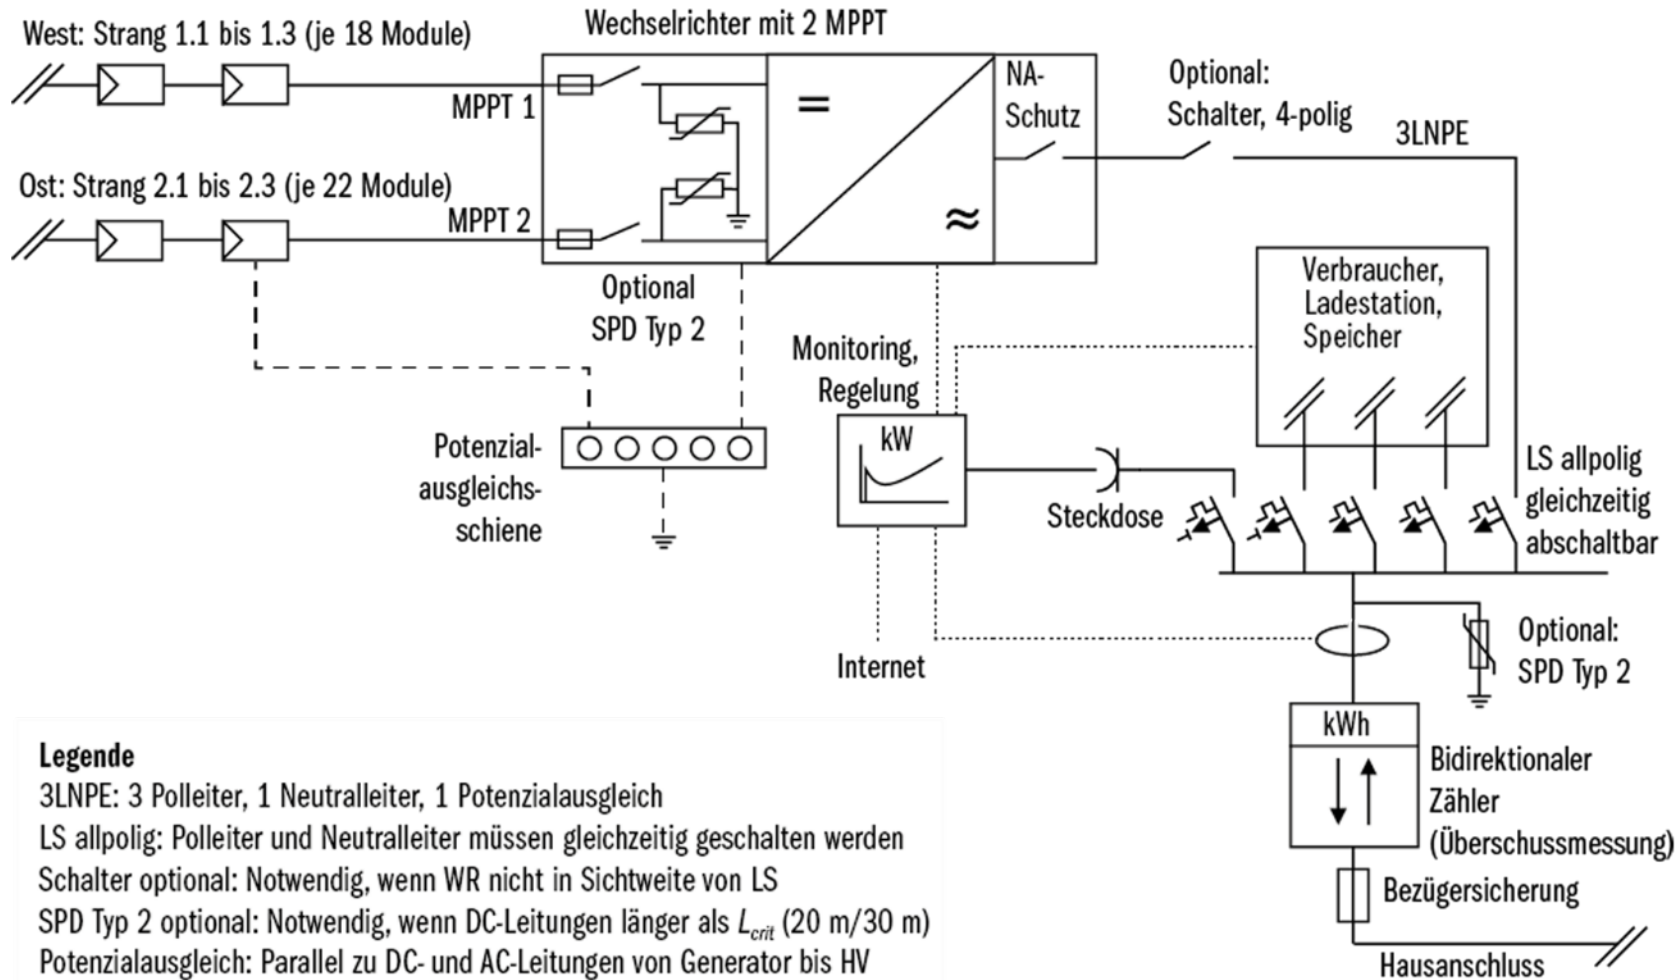 Wechselrichter mit 2 MPPT
West: Strang 1.1 bis 1.3 (je 18 Module)
MPPT 1
Ost: Strang 2.1 bis 2.3 (je 22 Module)
MPPT 2
=
≈
NA-
Schutz
Optional:
Schalter, 4-polig
3LNPE
Optional
SPD Typ 2
Verbraucher,
Ladestation,
Speicher
Monitoring,
Regelung
kW
Potenzial-
ausgleichs-
schiene
Steckdose
LS allpolig
gleichzeitig
abschaltbar
Internet
Optional:
SPD Typ 2
kWh
Bidirektionaler
Zähler
(Überschussmessung)
Bezügersicherung
Hausanschluss
Legende
3LNPE: 3 Polleiter, 1 Neutralleiter, 1 Potenzialausgleich
LS allpolig: Polleiter und Neutralleiter müssen gleichzeitig geschalten werden
Schalter optional: Notwendig, wenn WR nicht in Sichtweite von LS
SPD Typ 2 optional: Notwendig, wenn DC-Leitungen länger als Lcrit (20 m/30 m)
Potenzialausgleich: Parallel zu DC- und AC-Leitungen von Generator bis HV